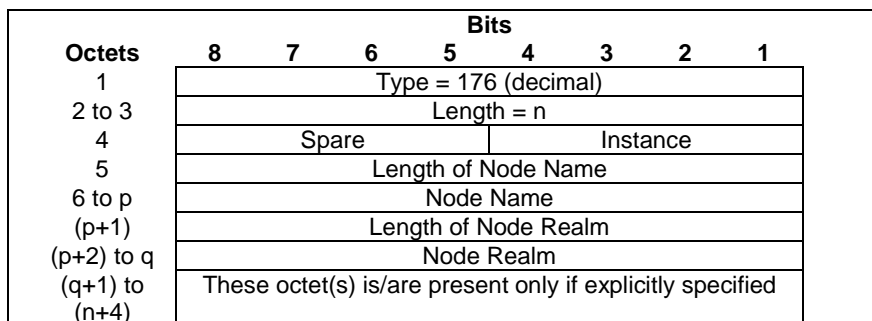 Bits
Octets 8 7 6 5 4 3 2 1
1 Type = 176 (decimal)
2 to 3 Length = n
4 Spare Instance
5 Length of Node Name
6 to p Node Name
(p+1) Length of Node Realm
(p+2) to q Node Realm
(q+1) to These octet(s) is/are present only if explicitly specified
(n+4)